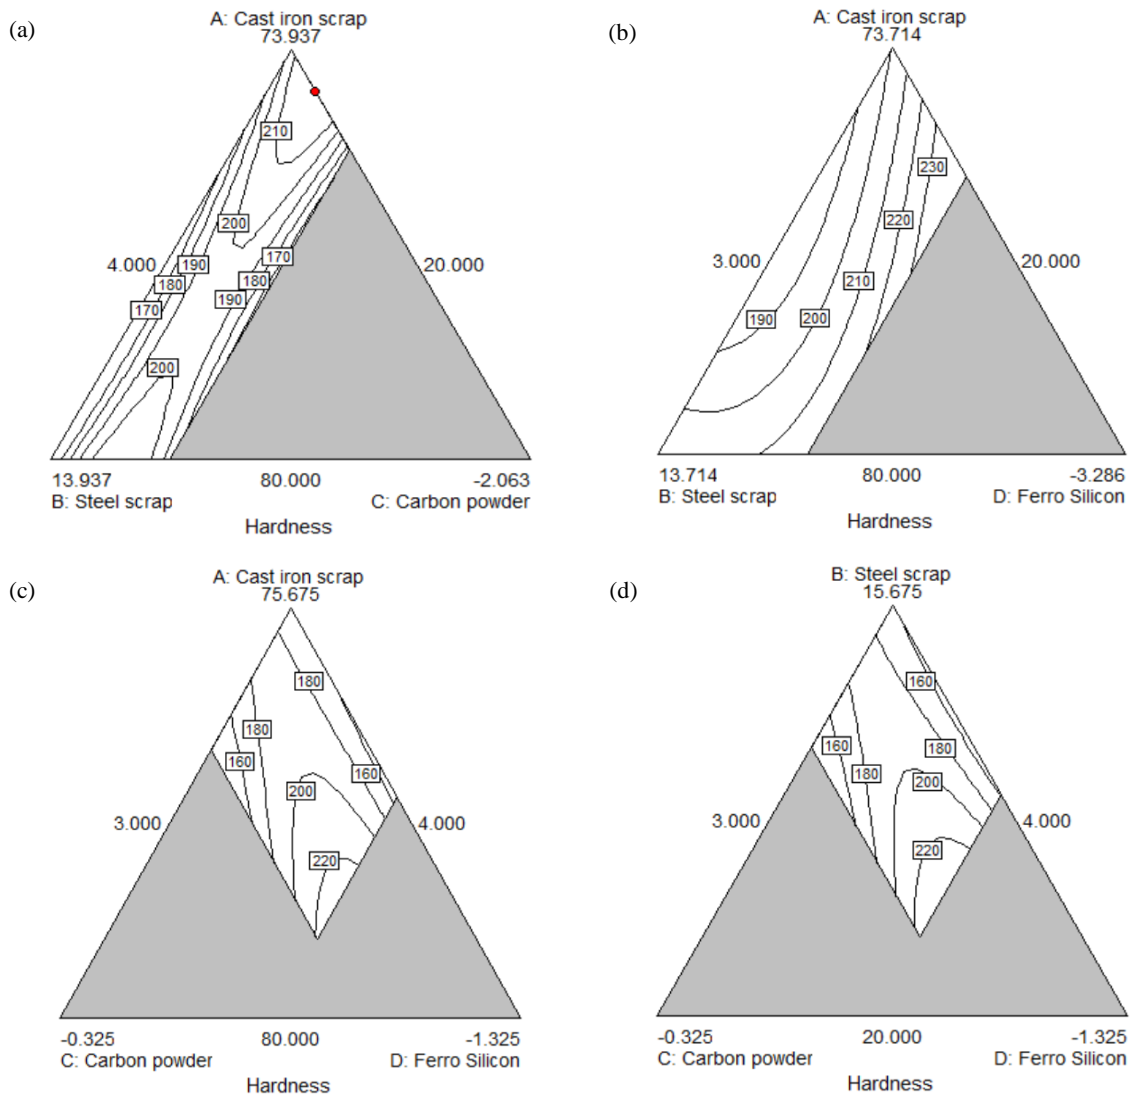 (a)
A: Cast iron scrap
73.937
210
200
4.000
190
180
170
170
180
190
20.000
200
13.937
80.000
-2.063
B: Steel scrap
C: Carbon powder
Hardness
(b)
A: Cast iron scrap
73.714
230
220
3.000
210
20.000
190
200
13.714
80.000
-3.286
B: Steel scrap
D: Ferro Silicon
Hardness
(c)
A: Cast iron scrap
75.675
180
180
160
160
200
3.000
4.000
220
-0.325
80.000
-1.325
C: Carbon powder
D: Ferro Silicon
Hardness
(d)
B: Steel scrap
15.675
160
160
180
180
200
3.000
4.000
220
-0.325
20.000
-1.325
C: Carbon powder
D: Ferro Silicon
Hardness